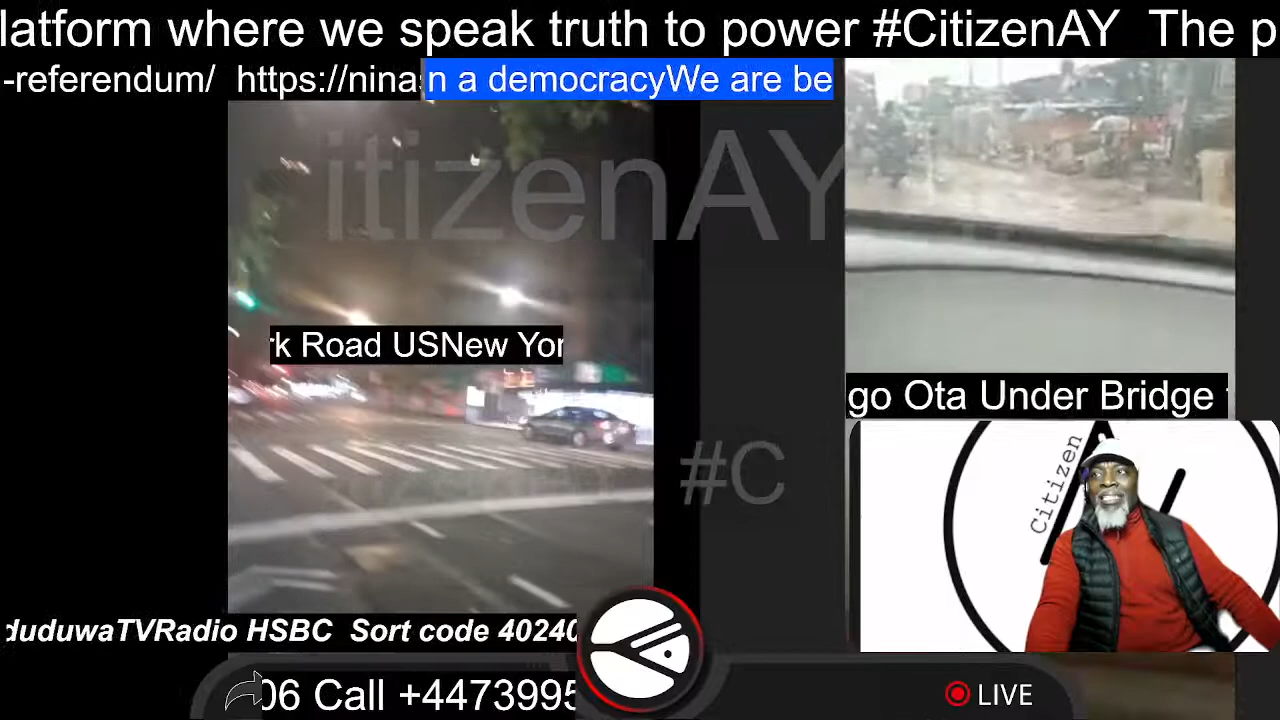 latform where we speak truth to power #CitizenAY The p
-referendum/ https://ninas
n a democracyWe are be
itizenAY
rk Road USNew Yor
go Ota Under Bridge
#C
Citizen
duduwaTVRadio HSBC Sort code 40240
06 Call +4473995
LIVE